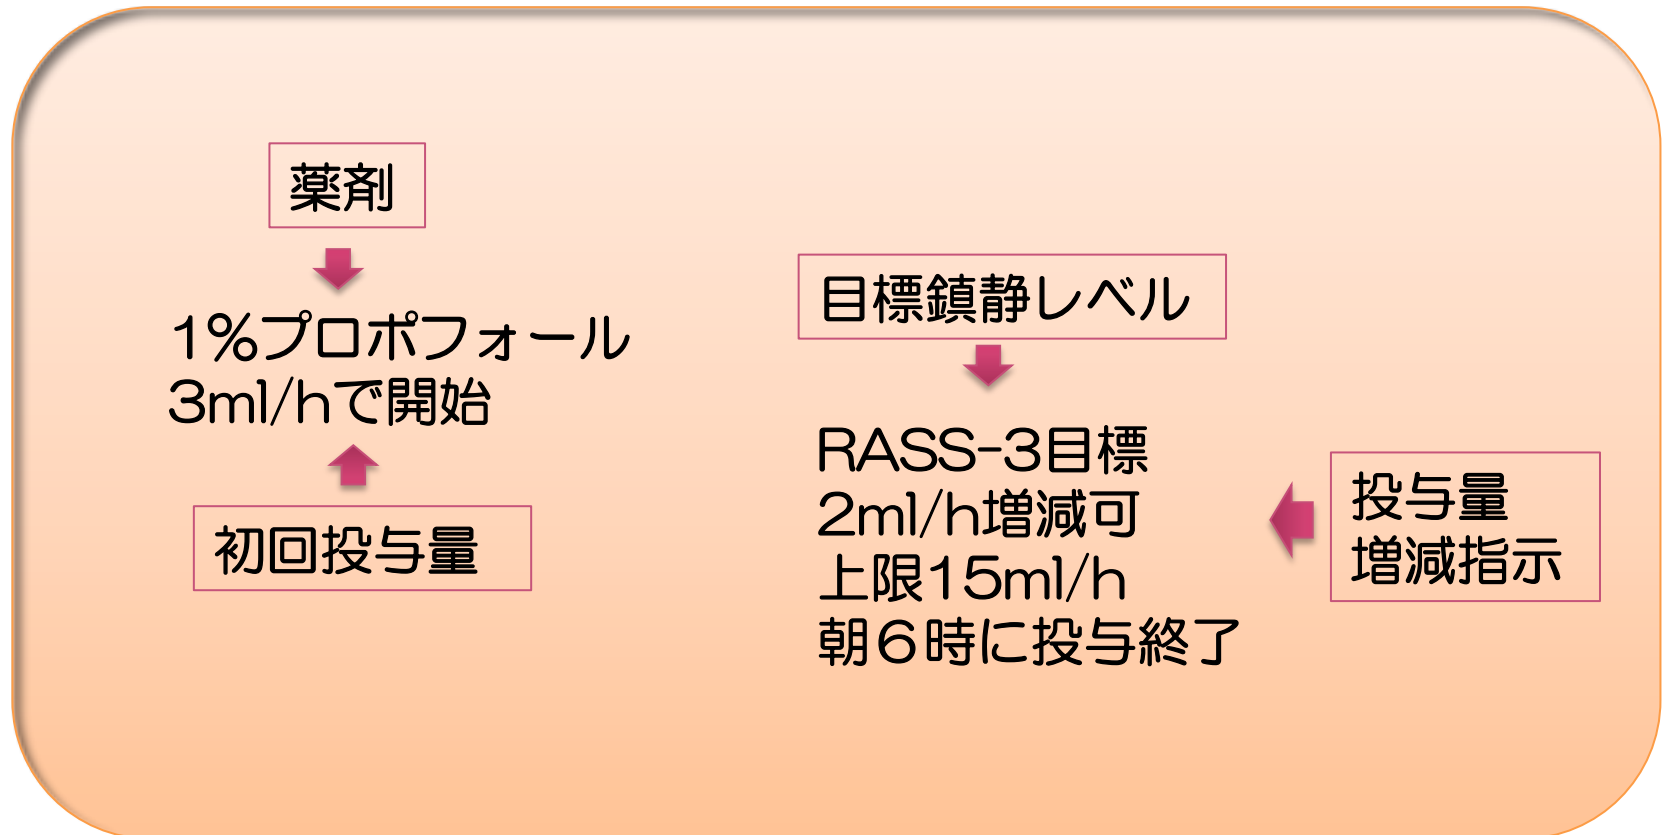 薬剤
1%プロポフォール
3ml/hで開始
初回投与量
目標鎮静レベル
RASS-3目標
2ml/h増減可
上限15ml/h
朝6時に投与終了
投与量
増減指示